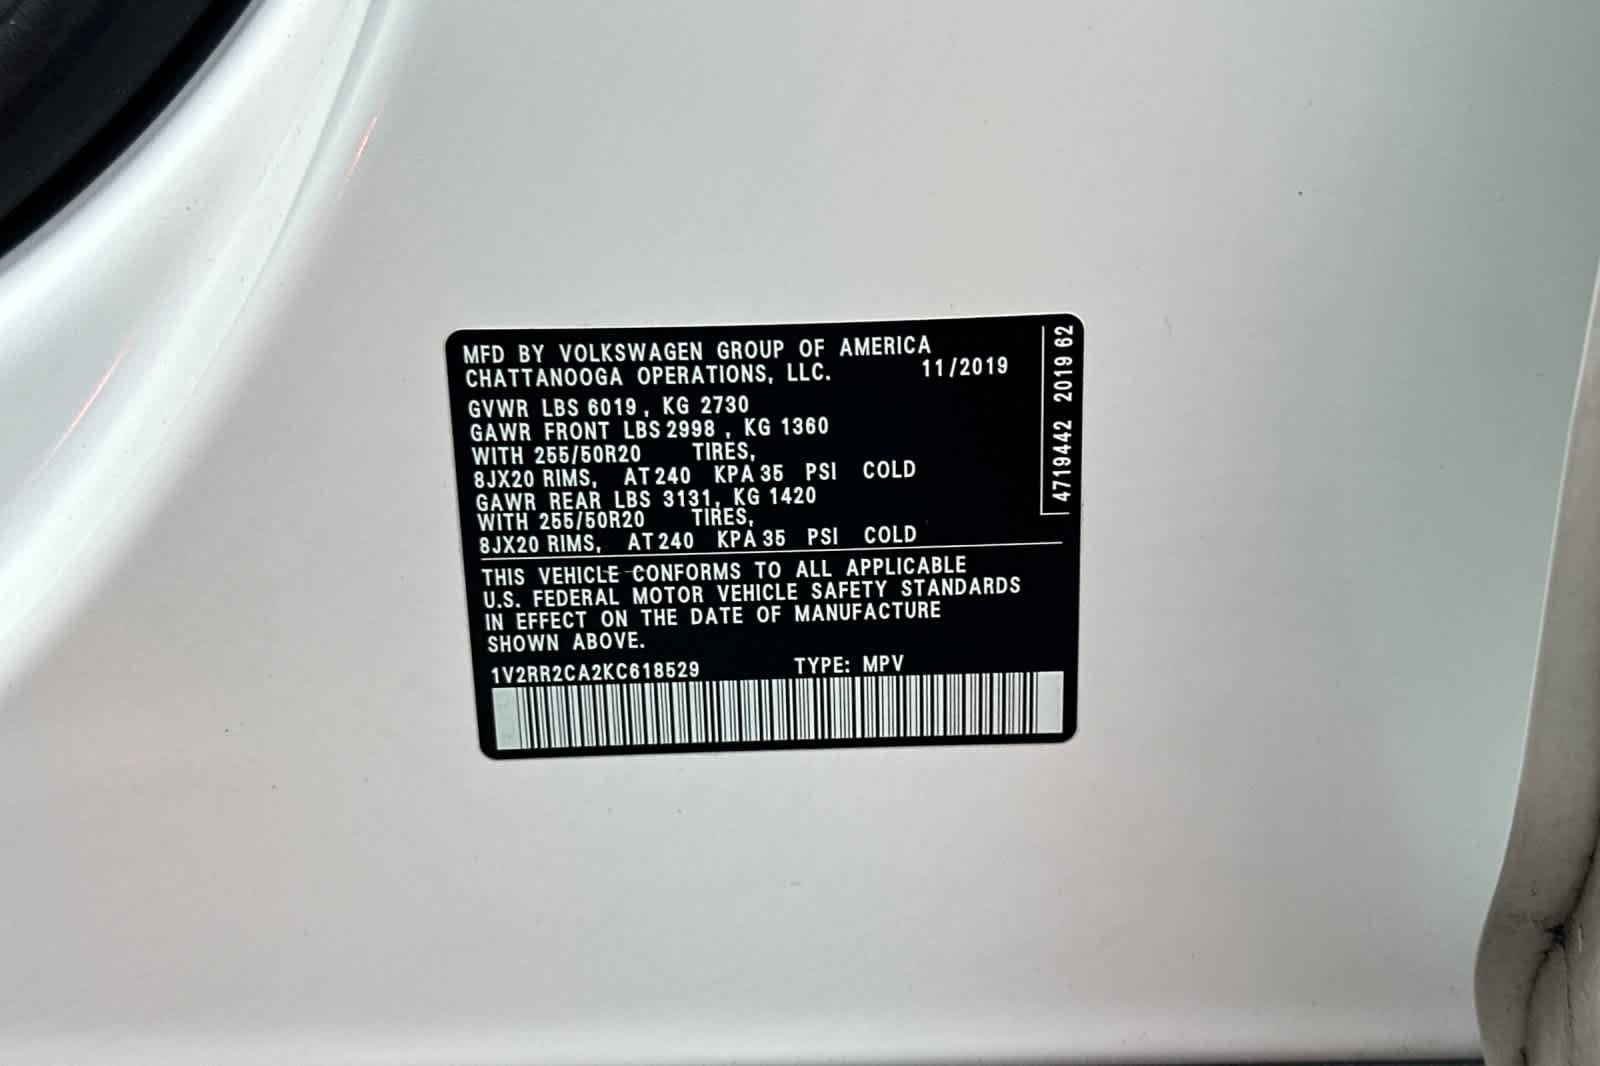 MFD BY VOLKSWAGEN GROUP OF AMERICA
CHATTANOOGA OPERATIONS, LLC. 11/2019
GVWR LBS 6019, KG 2730
GAWR FRONT LBS 2998, KG 1360
WITH 255/50R20 TIRES,
8JX20 RIMS, AT 240 KPA 35 PSI COLD
GAWR REAR LBS 3131, KG 1420
WITH 255/50R20 TIRES,
8JX20 RIMS, AT 240 KPA 35 PSI COLD
4719442 2019 62
THIS VEHICLE CONFORMS TO ALL APPLICABLE
U.S. FEDERAL MOTOR VEHICLE SAFETY STANDARDS
IN EFFECT ON THE DATE OF MANUFACTURE
SHOWN ABOVE.
1V2RR2CA2KC618529 TYPE: MPV